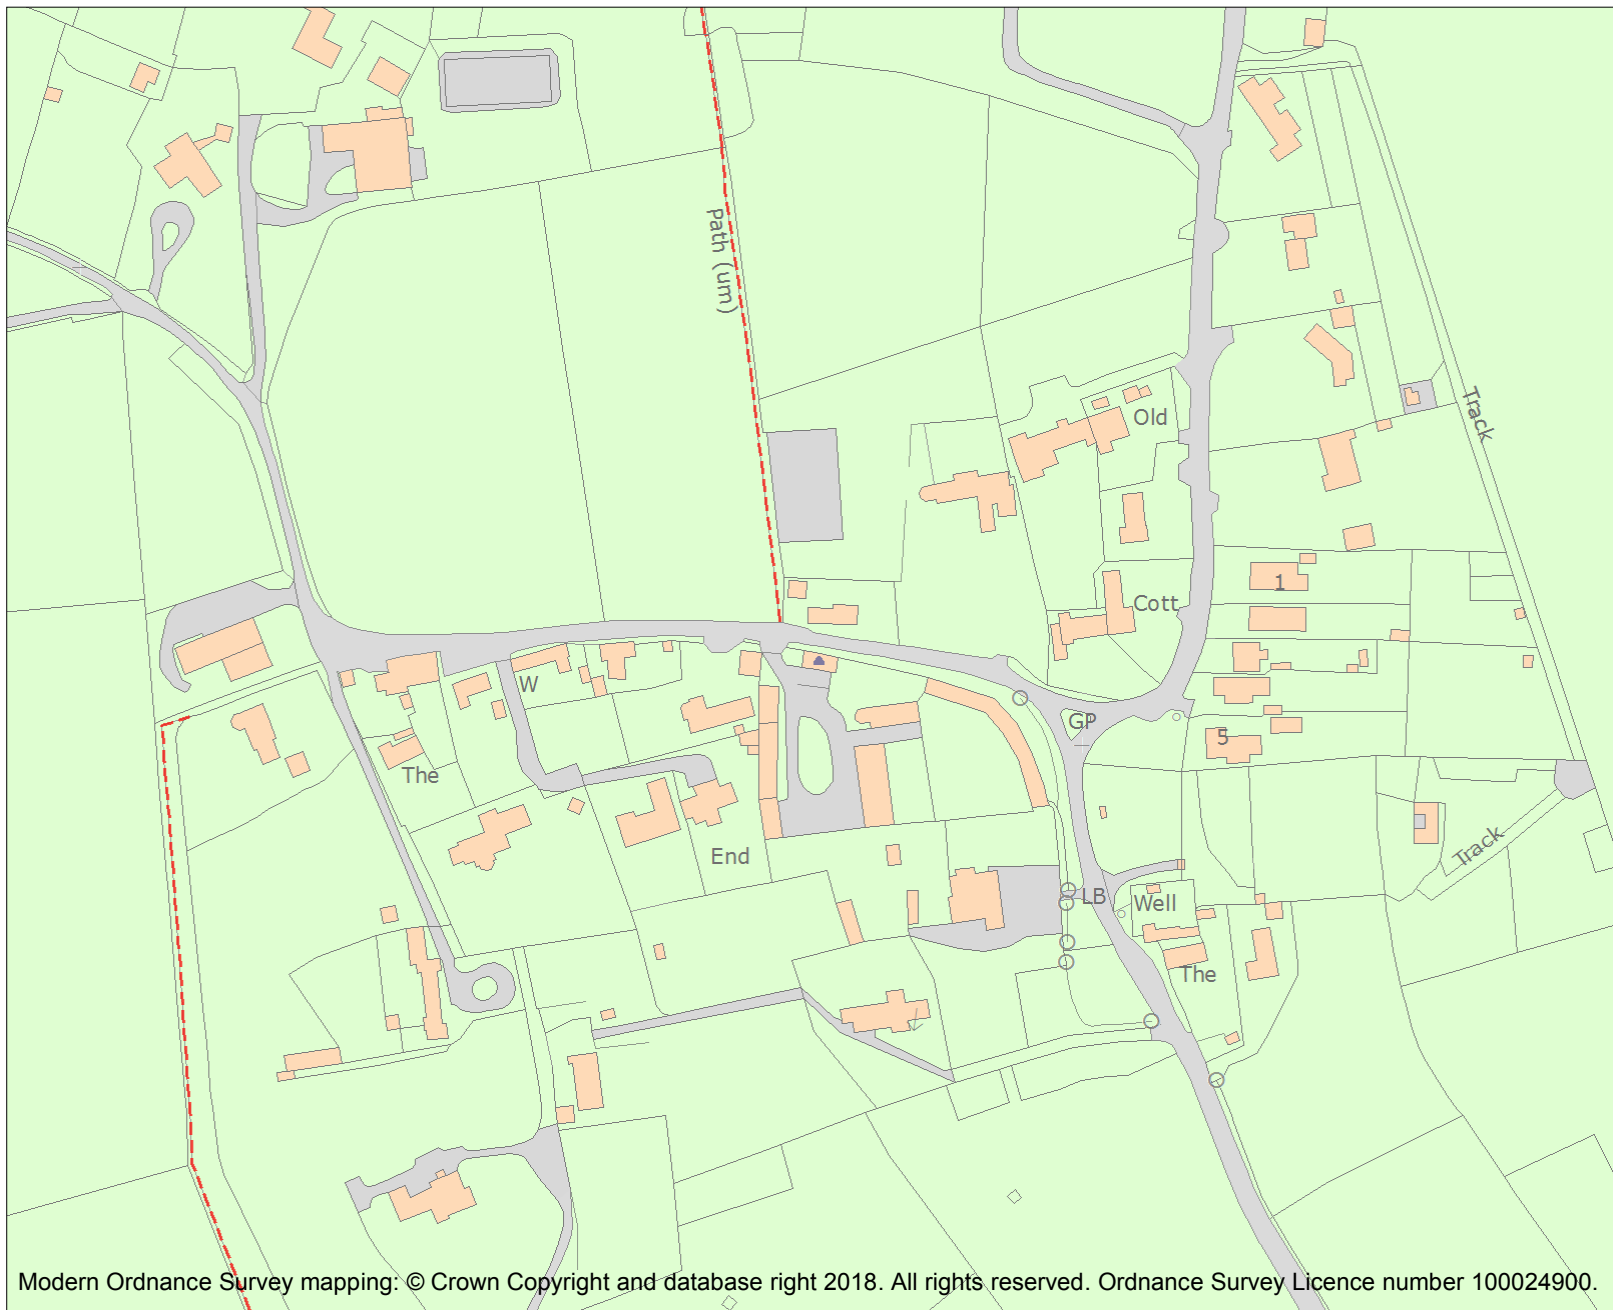 Path (um)
Track
Old
1
Cott
W
GP
5
The
End
Track
LB
Well
The
Modern Ordnance Survey mapping: © Crown Copyright and database right 2018. All rights reserved. Ordnance Survey Licence number 100024900.